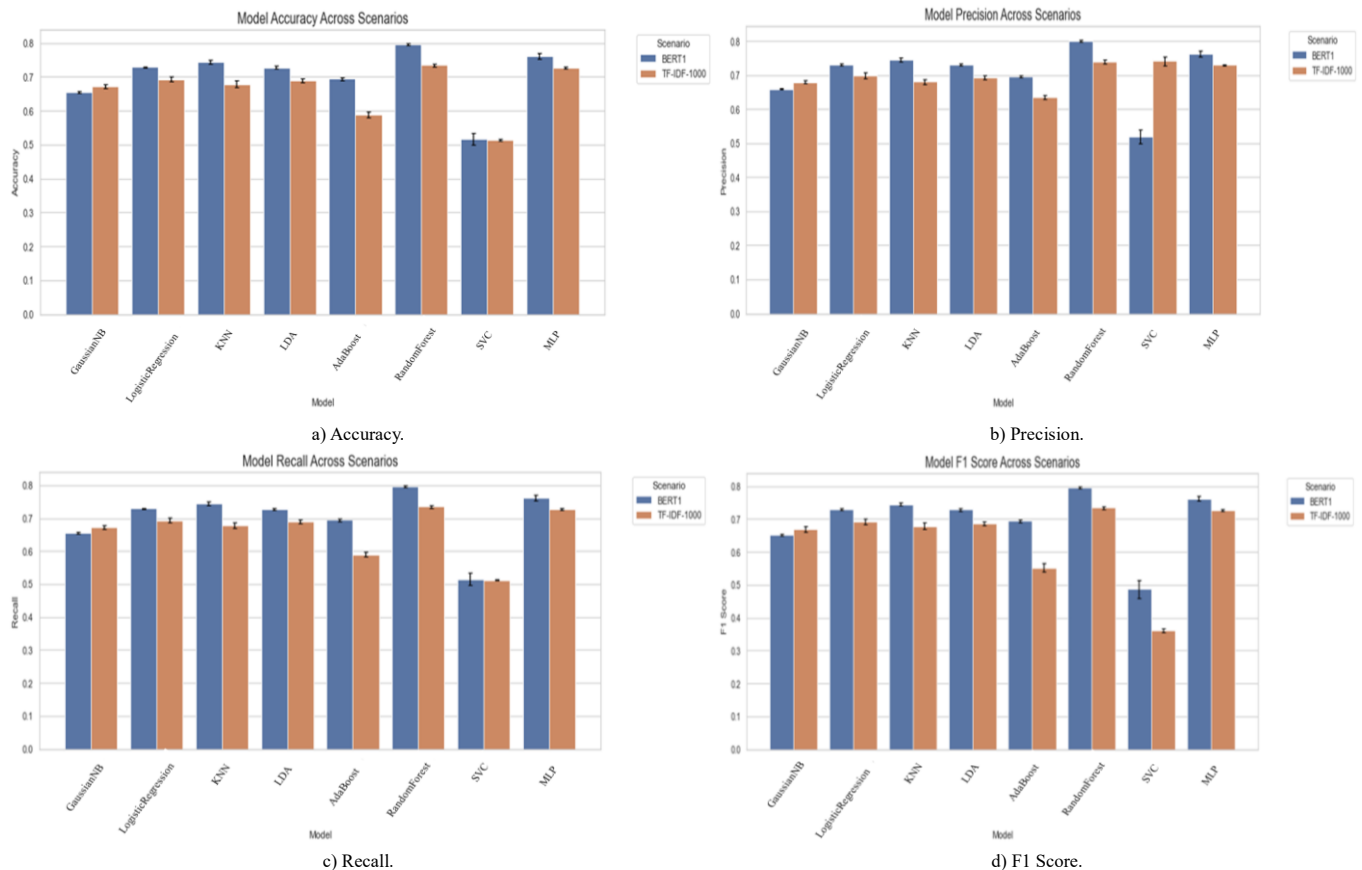 Model Accuracy Across Scenarios
Accuracy
0.8
0.7
0.6
0.5
0.4
0.3
0.2
0.1
0.0
GaussianNB
LogisticRegression
KNN
LDA
AdaBoost
RandomForest
SVC
MLP
Model
Scenario
BERT1
TF-IDF-1000
a) Accuracy.
Model Precision Across Scenarios
Precision
0.8
0.7
0.6
0.5
0.4
0.3
0.2
0.1
0.0
GaussianNB
LogisticRegression
KNN
LDA
AdaBoost
RandomForest
SVC
MLP
Model
Scenario
BERT1
TF-IDF-1000
b) Precision.
Model Recall Across Scenarios
Recall
0.8
0.7
0.6
0.5
0.4
0.3
0.2
0.1
0.0
GaussianNB
LogisticRegression
KNN
LDA
AdaBoost
RandomForest
SVC
MLP
Model
Scenario
BERT1
TF-IDF-1000
c) Recall.
Model F1 Score Across Scenarios
F1 Score
0.8
0.7
0.6
0.5
0.4
0.3
0.2
0.1
0.0
GaussianNB
LogisticRegression
KNN
LDA
AdaBoost
RandomForest
SVC
MLP
Model
Scenario
BERT1
TF-IDF-1000
d) F1 Score.